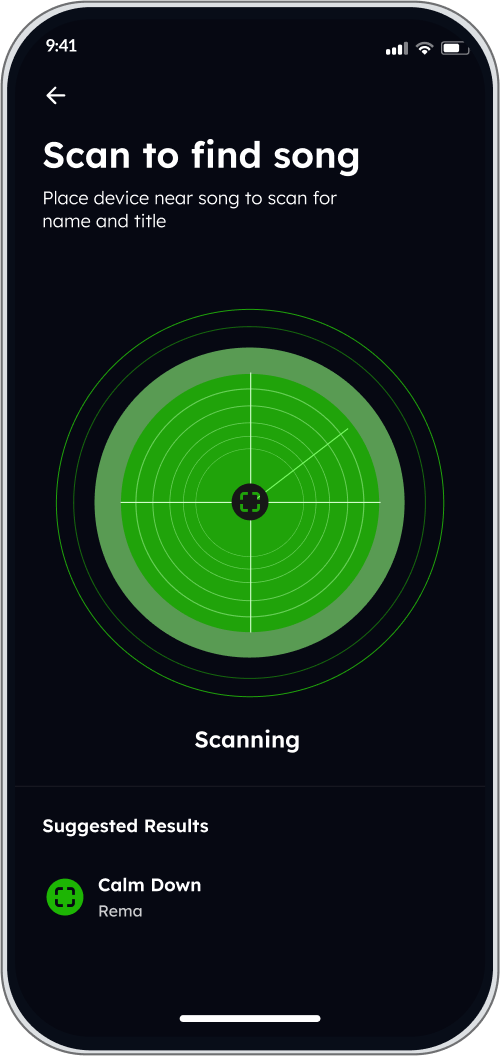 9:41
Scan to find song
Place device near song to scan for
name and title
Scanning
Suggested Results
Calm Down
Rema